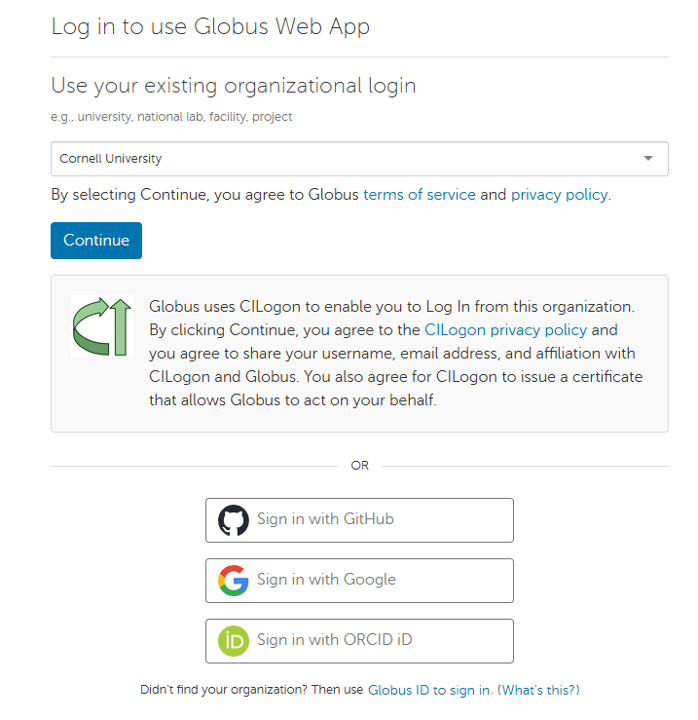 Log in to use Globus Web App
Use your existing organizational login
e.g., university, national lab, facility, project
Cornell University
By selecting Continue, you agree to Globus terms of service and privacy policy.
Continue
Globus uses CILogon to enable you to Log In from this organization.
By clicking Continue, you agree to the CILogon privacy policy and
you agree to share your username, email address, and affiliation with
CILogon and Globus. You also agree for CILogon to issue a certificate
that allows Globus to act on your behalf.
OR
Sign in with GitHub
Sign in with Google
iD Sign in with ORCID iD
Didn't find your organization? Then use Globus ID to sign in. (What's this?)